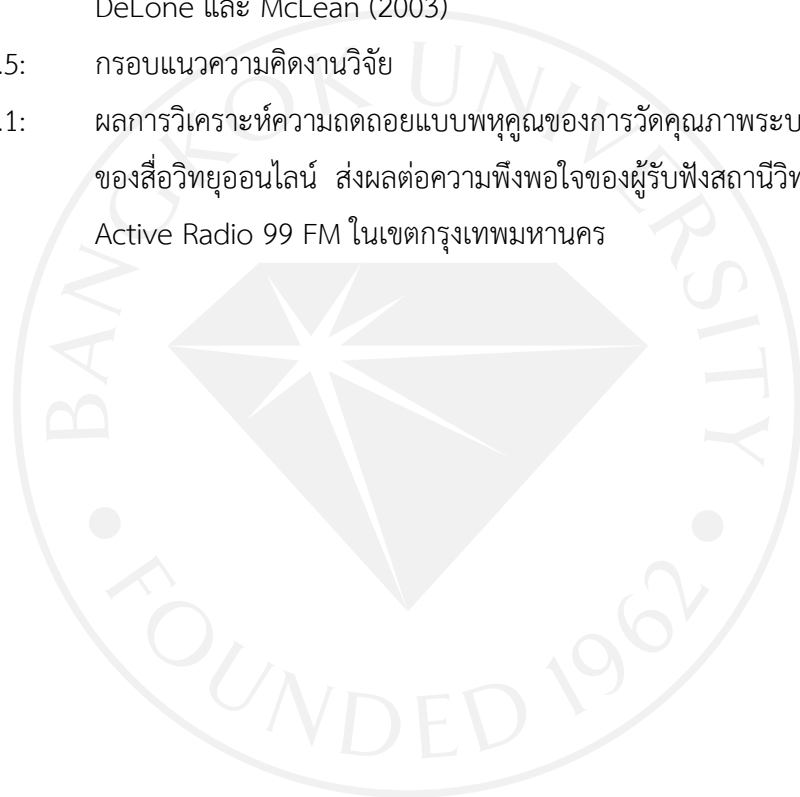 DeLone และ McLean (2003)
.5: กรอบแนวความคิดงานวิจัย
.1: ผลการวิเคราะห์ความถดถอยแบบพหุคูณของการวัดคุณภาพระบ
ของสื่อวิทยุออนไลน์ ส่งผลต่อความพึงพอใจของผู้รับฟังสถานีวิท
Active Radio 99 FM ในเขตกรุงเทพมหานคร
BANGKOK UNIVERSITY
FOUNDED 1962